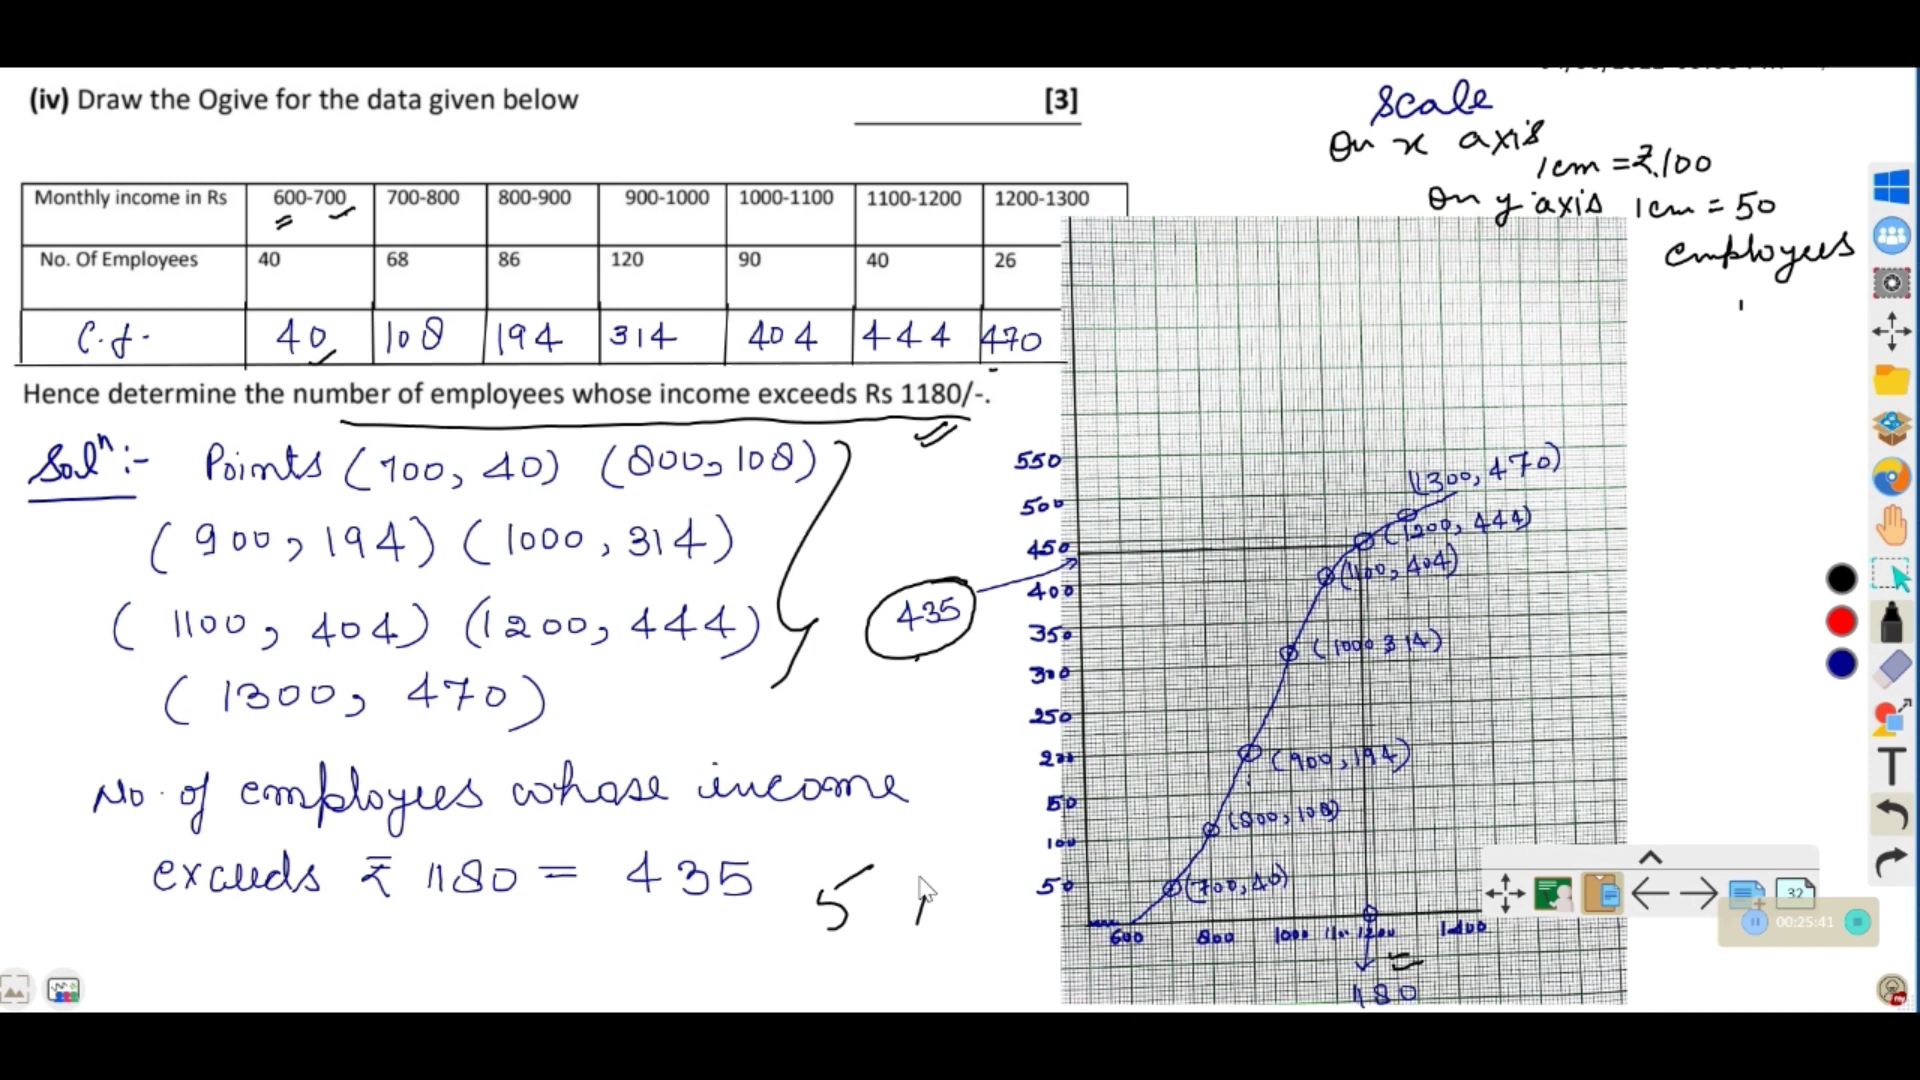 (iv) Draw the Ogive for the data given below [3]
Scale
On x axis
1cm = ₹.100
On y axis 1cm = 50
employees
Monthly income in Rs 600-700 700-800 800-900 900-1000 1000-1100 1100-1200 1200-1300
No. Of Employees 40 68 86 120 90 40 26
C.f. 40 108 194 314 404 444 470
Hence determine the number of employees whose income exceeds Rs 1180/-.
Solⁿ:- Points (700, 40) (800, 108)
(900, 194) (1000, 314)
(1100, 404) (1200, 444)
(1300, 470)
No. of employees whose income
exceeds ₹ 1180 = 435
5
435
550
500
450
400
350
300
250
200
50
100
50
(1300, 470)
(1200, 444)
(1100, 404)
(1000 314)
(900, 194)
(800, 108)
(700, 40)
600 800 1000 1200 1400
1180
T
32
00:25:41